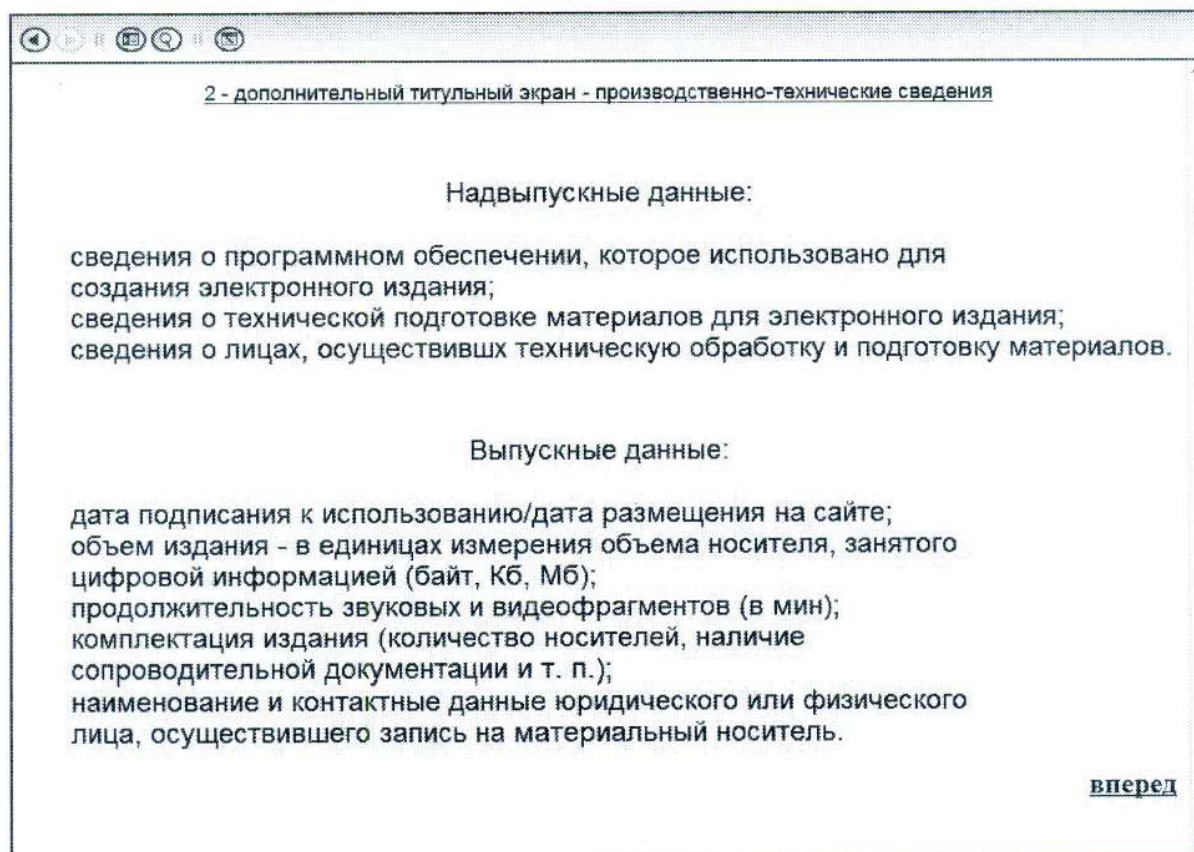 2 - дополнительный титульный экран - производственно-технические сведения
Надвыпускные данные:
сведения о программном обеспечении, которое использовано для
создания электронного издания;
сведения о технической подготовке материалов для электронного издания;
сведения о лицах, осуществившх техническую обработку и подготовку материалов.
Выпускные данные:
дата подписания к использованию/дата размещения на сайте;
объем издания - в единицах измерения объема носителя, занятого
цифровой информацией (байт, Кб, Мб);
продолжительность звуковых и видеофрагментов (в мин);
комплектация издания (количество носителей, наличие
сопроводительной документации и т. п.);
наименование и контактные данные юридического или физического
лица, осуществившего запись на материальный носитель.
вперед